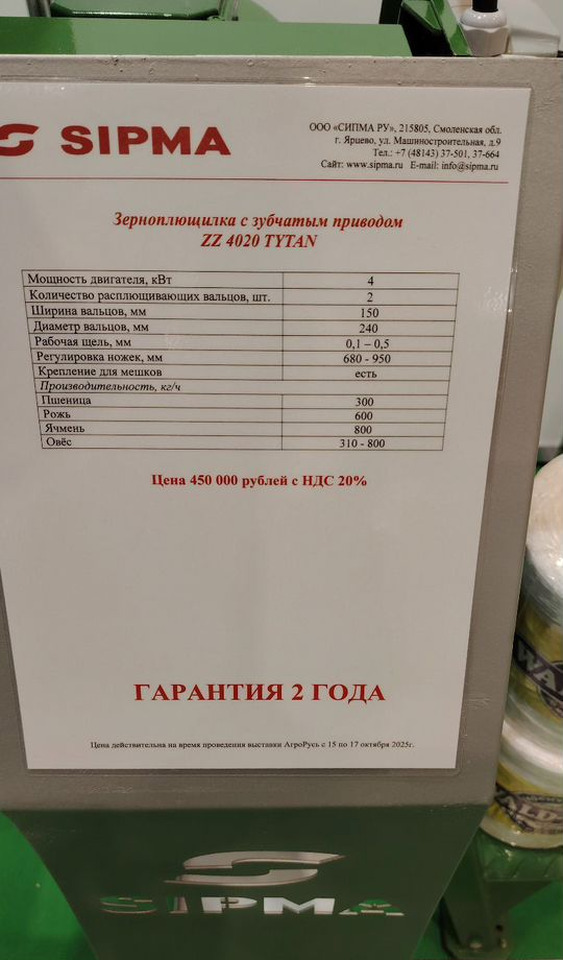 SIPMA
ООО «СИПМА РУ», 215805, Смоленская обл.
г. Ярцево, ул. Машиностроительная, д.9
Тел.: +7 (48143) 37-501, 37-664
Сайт: www.sipma.ru E-mail: info@sipma.ru
Зерноплющилка с зубчатым приводом
ZZ 4020 TYTAN
Мощность двигателя, кВт 4
Количество расплющивающих вальцов, шт. 2
Ширина вальцов, мм 150
Диаметр вальцов, мм 240
Рабочая щель, мм 0,1 – 0,5
Регулировка ножек, мм 680 - 950
Крепление для мешков есть
Производительность, кг/ч
Пшеница 300
Рожь 600
Ячмень 800
Овёс 310 - 800
Цена 450 000 рублей с НДС 20%
ГАРАНТИЯ 2 ГОДА
Цена действительна на время проведения выставки АгроРусь с 15 по 17 октября 2025г.
SIPMA